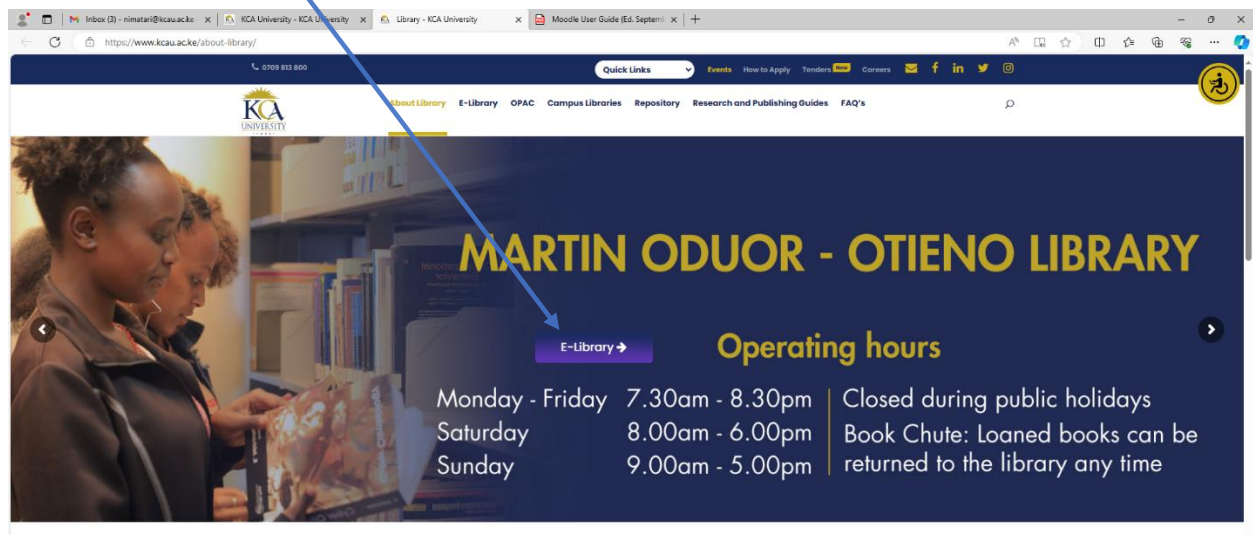 Inbox (3) - nimatari@kcau.ac.ke
KCA University - KCA University
Library - KCA University
Moodle User Guide (Ed. Septemb
https://www.kcau.ac.ke/about-library/
0709 813 800
Quick Links
Events
How to Apply
Tenders
New
Careers
KCA
UNIVERSITY
About Library
E-Library
OPAC
Campus Libraries
Repository
Research and Publishing Guides
FAQ's
MARTIN ODUOR - OTIENO LIBRARY
E-Library →
Operating hours
Monday - Friday 7.30am - 8.30pm
Saturday 8.00am - 6.00pm
Sunday 9.00am - 5.00pm
Closed during public holidays
Book Chute: Loaned books can be
returned to the library any time